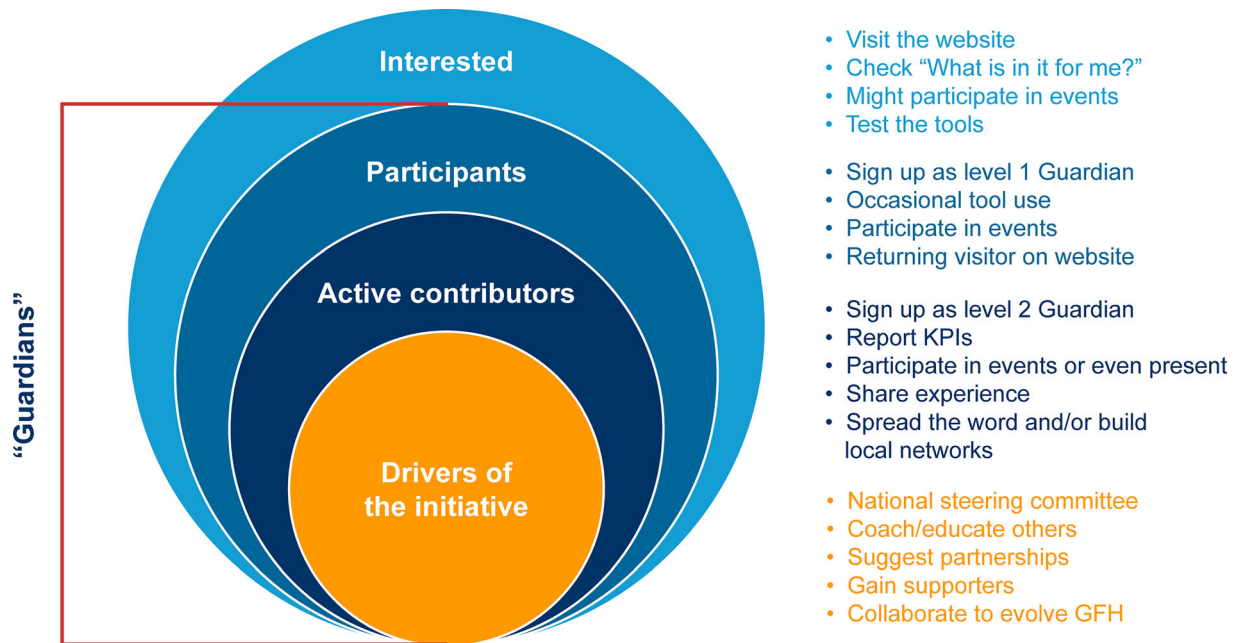 Interested
Participants
Active contributors
Drivers of
the initiative
“Guardians”
• Visit the website
• Check “What is in it for me?”
• Might participate in events
• Test the tools
• Sign up as level 1 Guardian
• Occasional tool use
• Participate in events
• Returning visitor on website
• Sign up as level 2 Guardian
• Report KPIs
• Participate in events or even present
• Share experience
• Spread the word and/or build
local networks
• National steering committee
• Coach/educate others
• Suggest partnerships
• Gain supporters
• Collaborate to evolve GFH